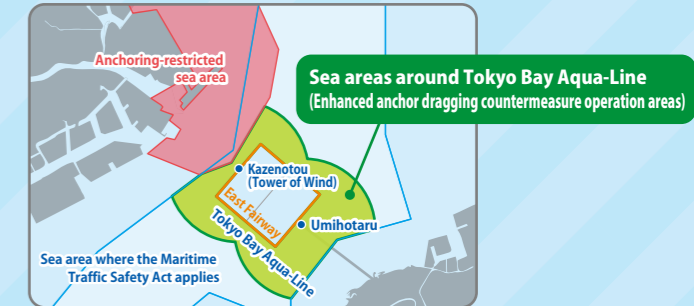 Anchoring-restricted
sea area
Sea areas around Tokyo Bay Aqua-Line
(Enhanced anchor dragging countermeasure operation areas)
Kazenotou
(Tower of Wind)
East Fairway
Umihotaru
Tokyo Bay Aqua-Line
Sea area where the Maritime
Traffic Safety Act applies